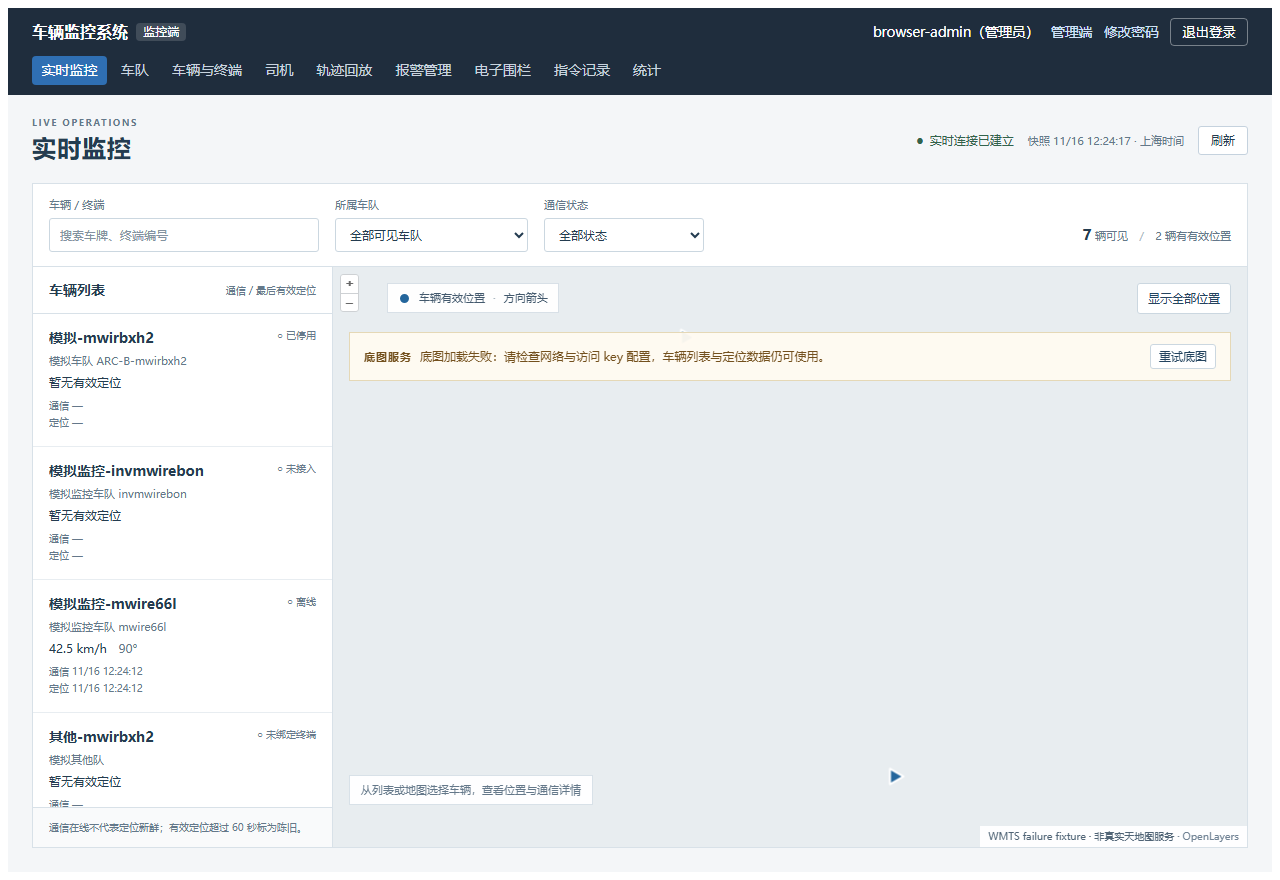 车辆监控系统 监控端
browser-admin（管理员） 管理端 修改密码 退出登录
实时监控 车队 车辆与终端 司机 轨迹回放 报警管理 电子围栏 指令记录 统计
LIVE OPERATIONS
实时监控
实时连接已建立 快照 11/16 12:24:17 · 上海时间 刷新
车辆 / 终端 所属车队 通信状态
搜索车牌、终端编号 全部可见车队 全部状态
7 辆可见 / 2 辆有有效位置
车辆列表 通信 / 最后有效定位
+
−
车辆有效位置 · 方向箭头
显示全部位置
底图服务 底图加载失败：请检查网络与访问 key 配置，车辆列表与定位数据仍可使用。 重试底图
模拟-mwirbxh2 已停用
模拟车队 ARC-B-mwirbxh2
暂无有效定位
通信 —
定位 —
模拟监控-invmwirebon 未接入
模拟监控车队 invmwirebon
暂无有效定位
通信 —
定位 —
模拟监控-mwire66l 离线
模拟监控车队 mwire66l
42.5 km/h 90°
通信 11/16 12:24:12
定位 11/16 12:24:12
其他-mwirbxh2 未绑定终端
模拟其他队
暂无有效定位
通信 —
通信在线不代表定位新鲜；有效定位超过 60 秒标为陈旧。
从列表或地图选择车辆，查看位置与通信详情
WMTS failure fixture · 非真实天地图服务 · OpenLayers